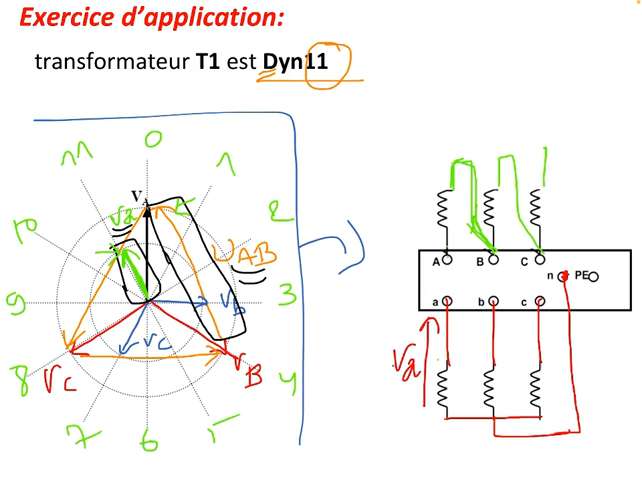 Exercice d'application:
transformateur T1 est Dyn11
0
11
1
V
Va
10
2
UAB
A
B
C
n
PE
9
3
Vb
a
b
c
Vc
8
VC
VB
4
Va
7
6
5